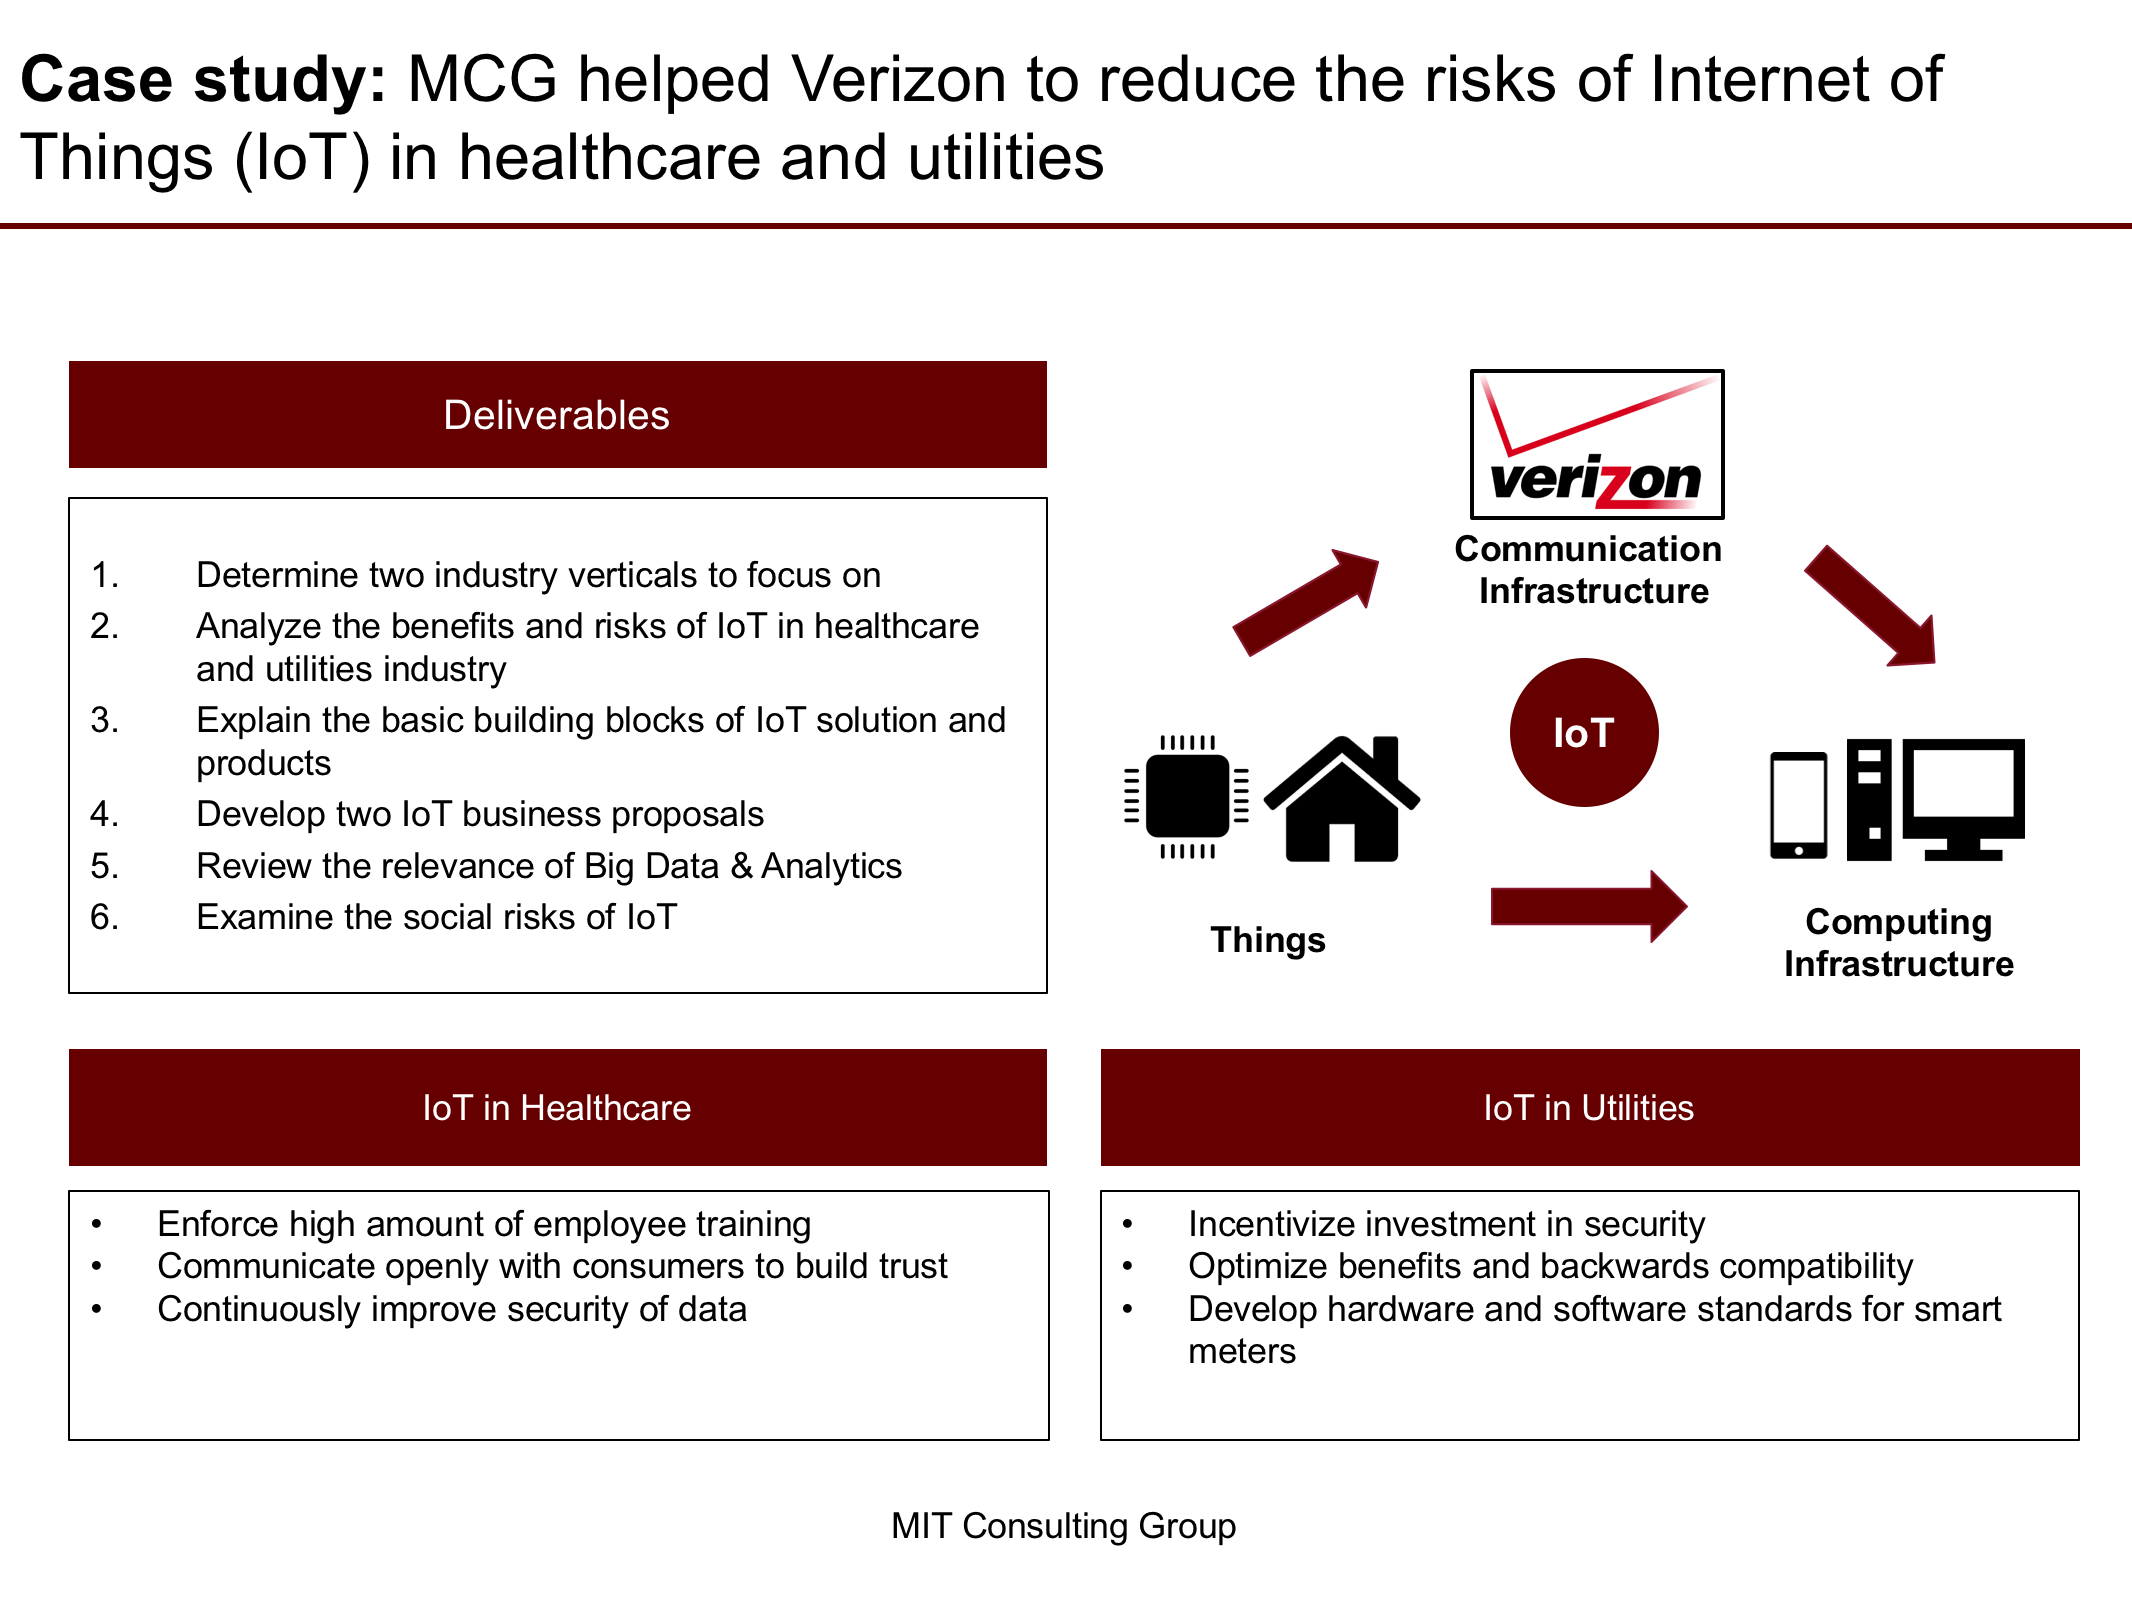 Case study: MCG helped Verizon to reduce the risks of Internet of
Things (IoT) in healthcare and utilities
Deliverables
1. Determine two industry verticals to focus on
2. Analyze the benefits and risks of IoT in healthcare
and utilities industry
3. Explain the basic building blocks of IoT solution and
products
4. Develop two IoT business proposals
5. Review the relevance of Big Data & Analytics
6. Examine the social risks of IoT
verizon
Communication
Infrastructure
IoT
Things
Computing
Infrastructure
IoT in Healthcare
• Enforce high amount of employee training
• Communicate openly with consumers to build trust
• Continuously improve security of data
IoT in Utilities
• Incentivize investment in security
• Optimize benefits and backwards compatibility
• Develop hardware and software standards for smart
meters
MIT Consulting Group